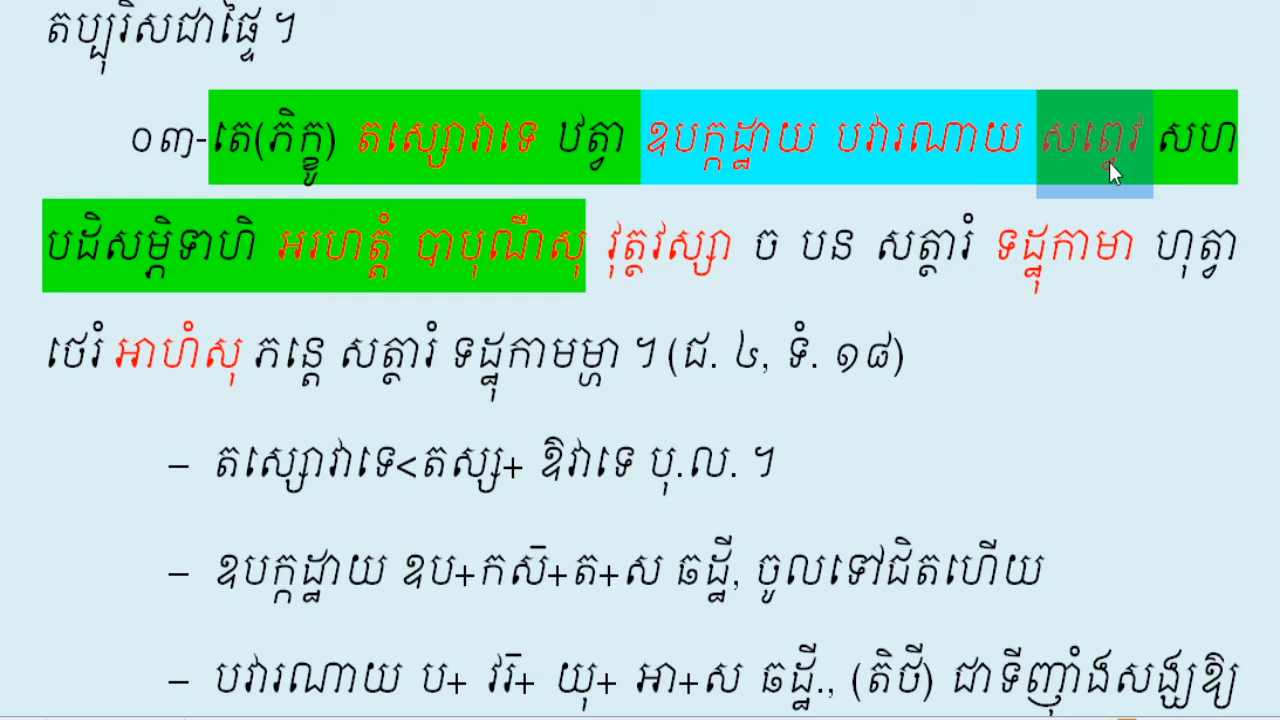 តប្បុរិសជាផ្ទៃ ។
០៣-តេ(ភិក្ខូ) តស្សោវាទេ ឋត្វា ឧបក្កដ្ឋាយ បវារណាយ សព្វេវ សហ
បដិសម្ភិទាហិ អរហត្តំ បាបុណឹសុ វុត្ថវស្សា ច បន សត្ថារំ ទដ្ឋុកាមា ហុត្វា
ថេរំ អាហំសុ ភន្តេ សត្ថារំ ទដ្ឋុកាមម្ហា ។ (ជ. ៤, ទំ. ១៨)
– តស្សោវាទេ<តស្ស+ ឱវាទេ បុ.ល. ។
– ឧបក្កដ្ឋាយ ឧប+កស៑+ត+ស ឆដ្ឋី, ចូលទៅជិតហើយ
– បវារណាយ ប+ វរ៑+ យុ+ អា+ស ឆដ្ឋី., (តិថី) ជាទីញ៉ាំងសង្ឃឱ្យ